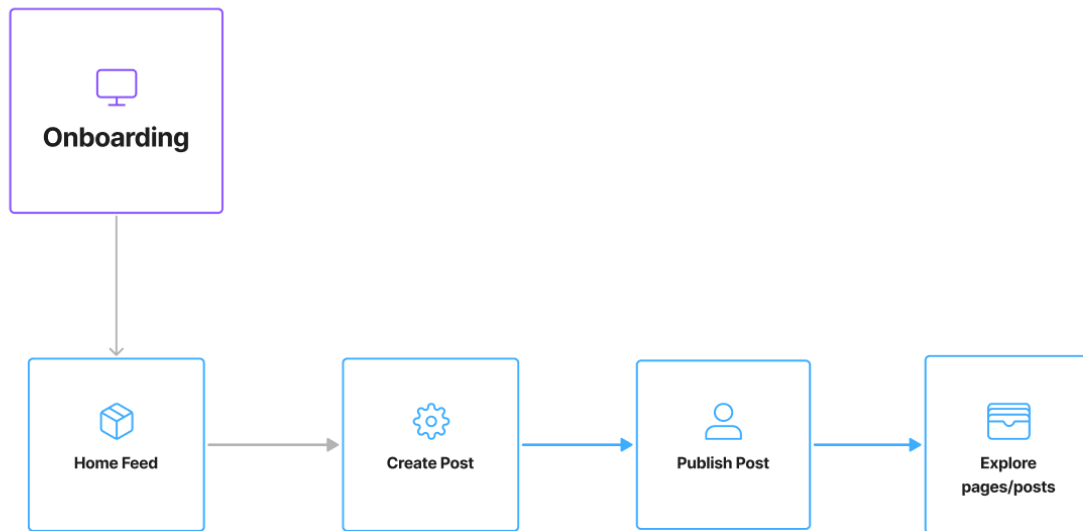 Onboarding
Home Feed
Create Post
Publish Post
Explore
pages/posts